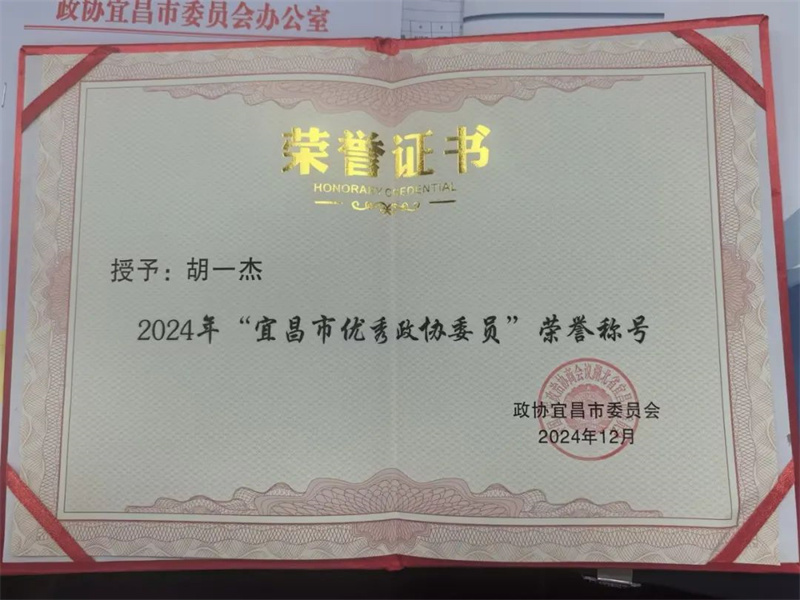 政协宜昌市委员会办公室
荣誉证书
HONORARY CREDENTIAL
授予：胡一杰
2024年“宜昌市优秀政协委员”荣誉称号
政协宜昌市委员会
2024年12月